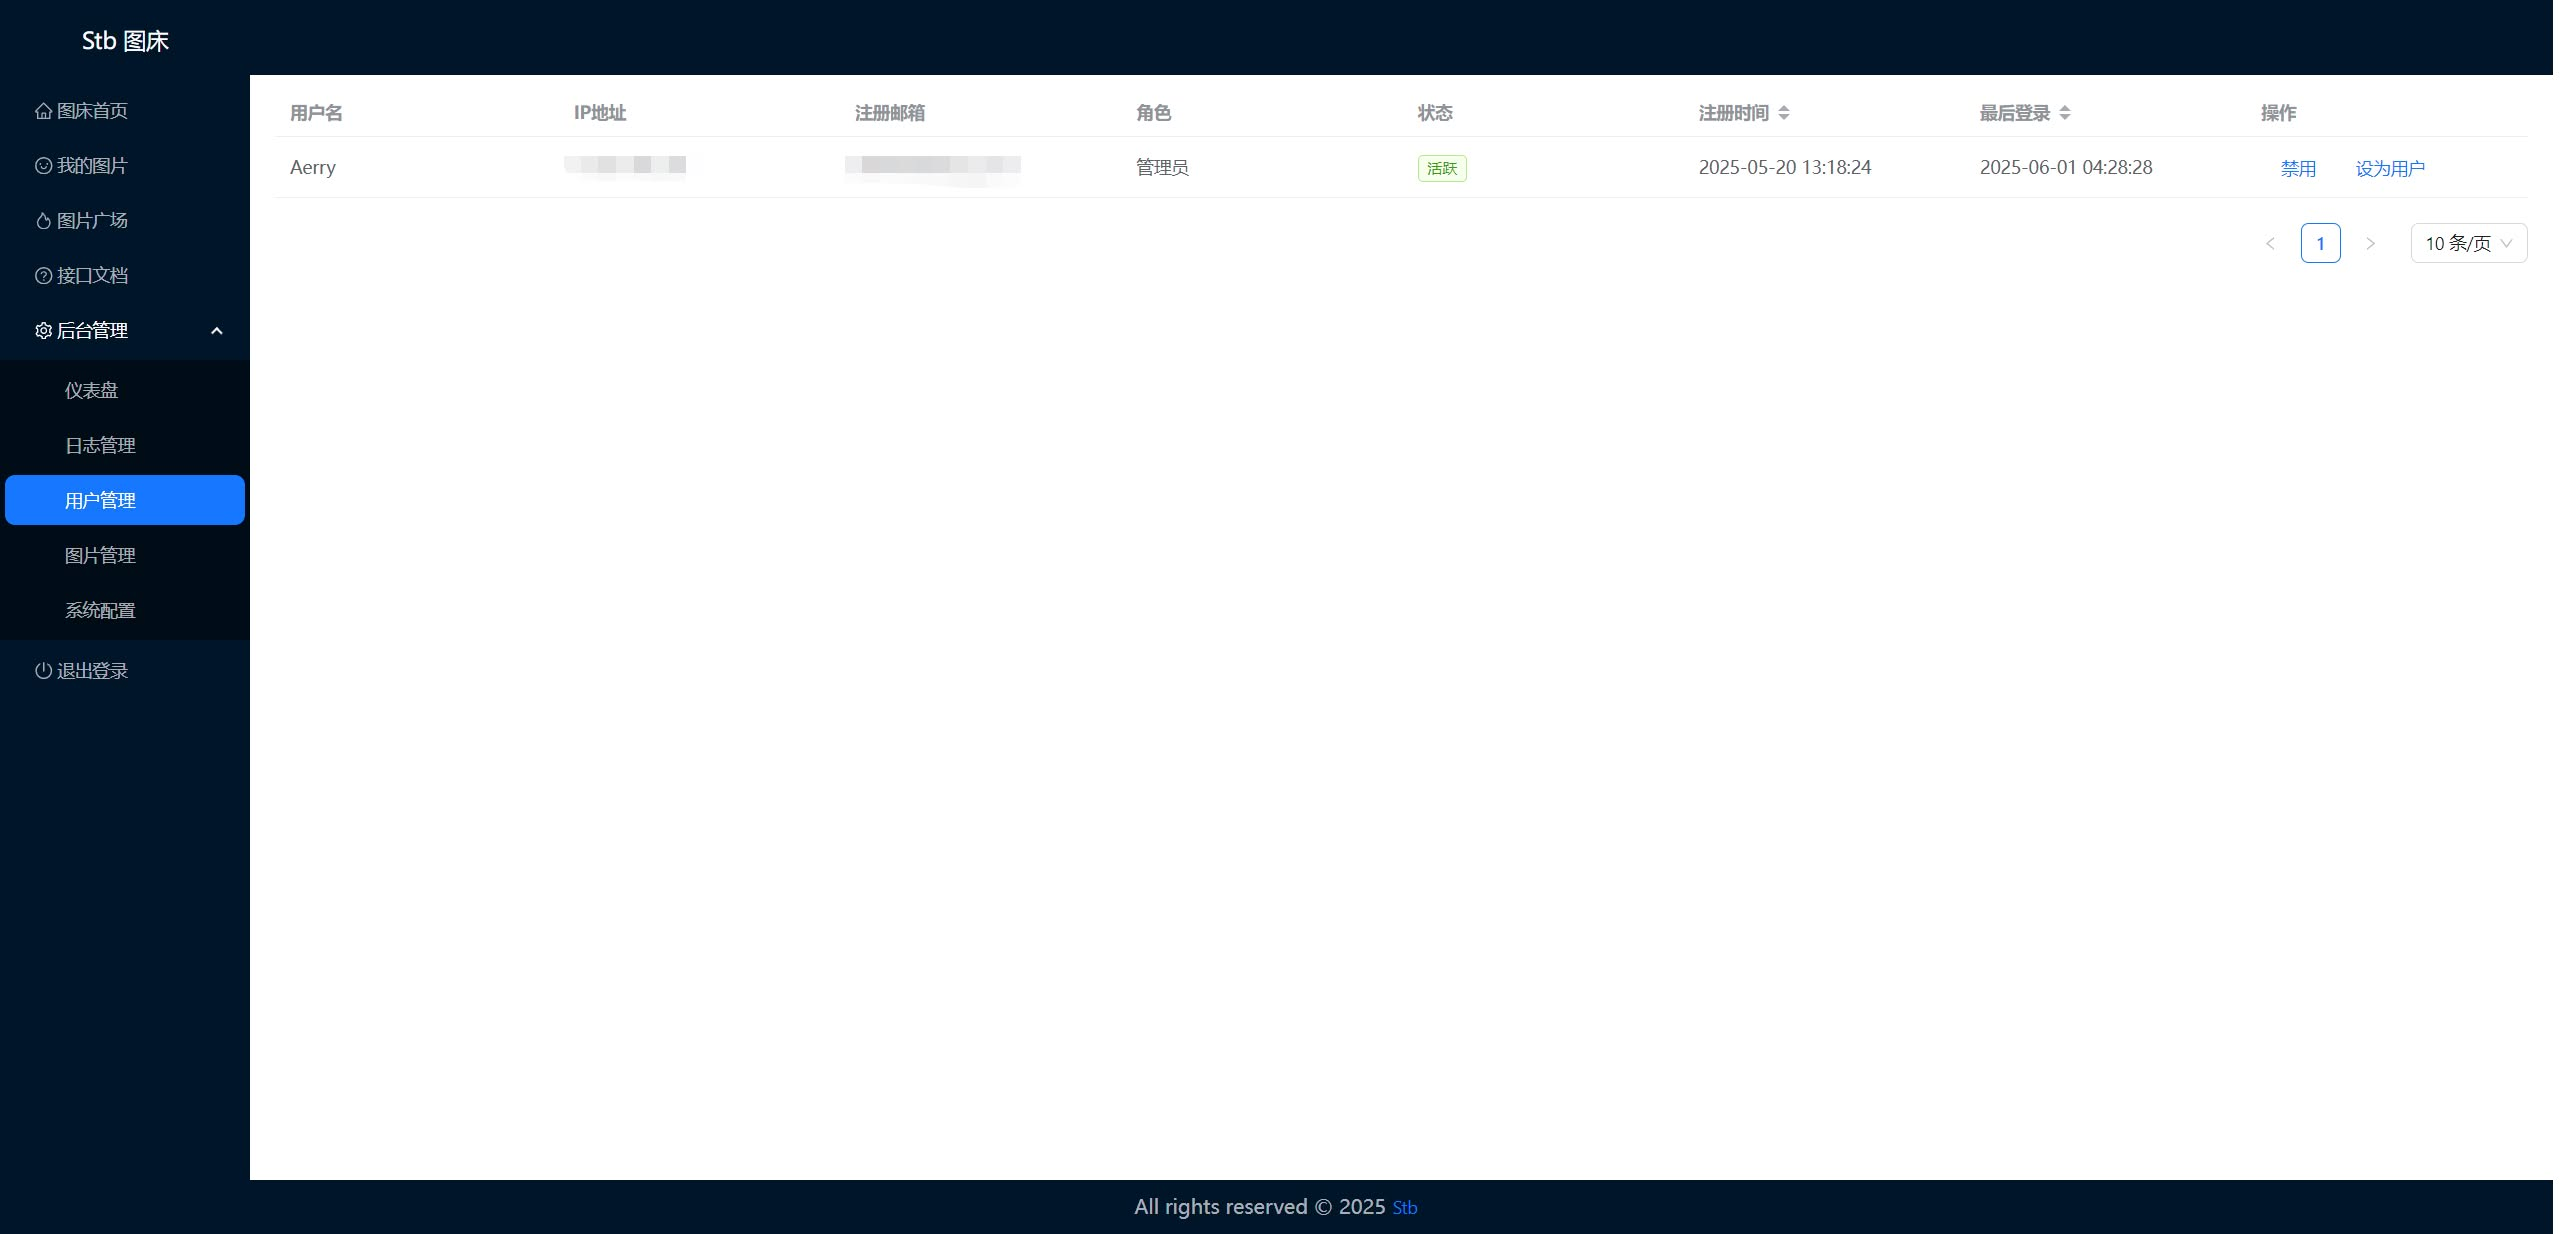 Stb 图床
图床首页
我的图片
图片广场
接口文档
后台管理
仪表盘
日志管理
用户管理
图片管理
系统配置
退出登录
用户名 IP地址 注册邮箱 角色 状态 注册时间 最后登录 操作
Aerry 管理员 活跃 2025-05-20 13:18:24 2025-06-01 04:28:28 禁用 设为用户
1 10 条/页
All rights reserved © 2025 Stb